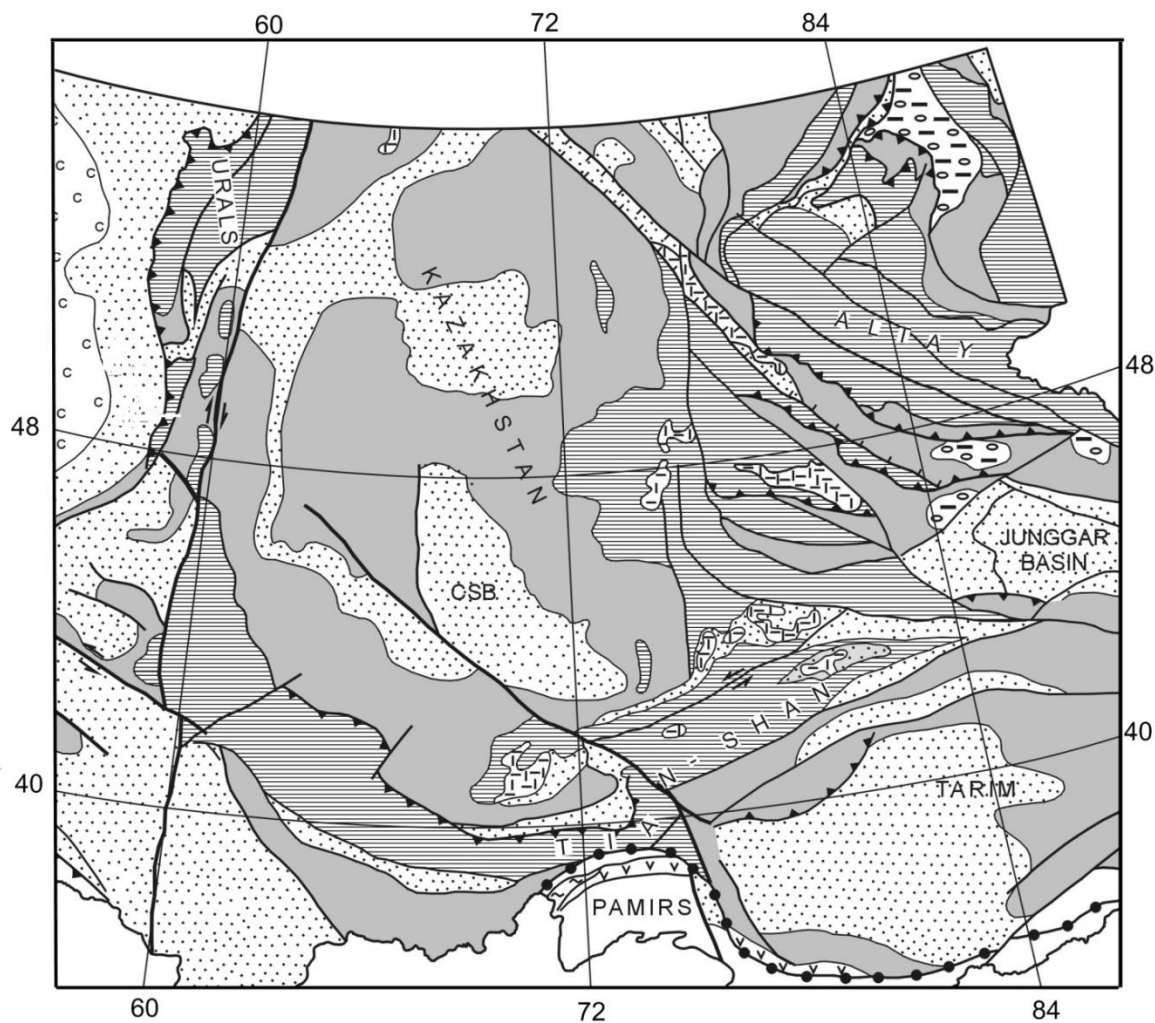 60 72 84
URALS
KAZAKHSTAN
ALTAY
48
48
JUNGGAR
BASIN
CSB
TIAN-SHAN
40
40
TARIM
PAMIRS
60 72 84
c
c
c
c
c
c
c
c
c
c